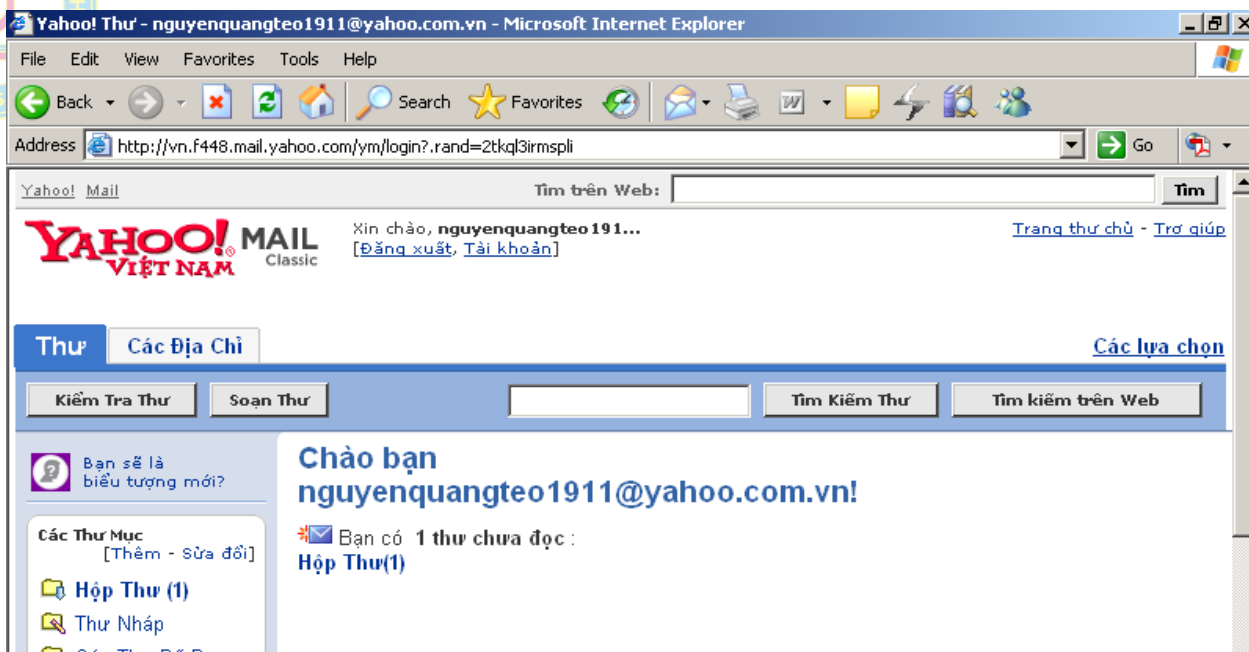 Yahoo! Thư - nguyenquangteo1911@yahoo.com.vn - Microsoft Internet Explorer
File Edit View Favorites Tools Help
Back Search Favorites
Address http://vn.f448.mail.yahoo.com/ym/login?.rand=2tkql3irmspli Go
Yahoo! Mail Tìm trên Web: Tìm
YAHOO! MAIL Xin chào, nguyenquangteo191... Trang thư chủ - Trợ giúp
VIỆT NAM Classic [Đăng xuất, Tài khoản]
Thư Các Địa Chỉ Các lựa chọn
Kiểm Tra Thư Soạn Thư Tìm Kiếm Thư Tìm kiếm trên Web
Bạn sẽ là
biểu tượng mới?
Chào bạn
nguyenquangteo1911@yahoo.com.vn!
Các Thư Mục
[Thêm - Sửa đổi]
Bạn có 1 thư chưa đọc :
Hộp Thư(1)
Hộp Thư (1)
Thư Nháp